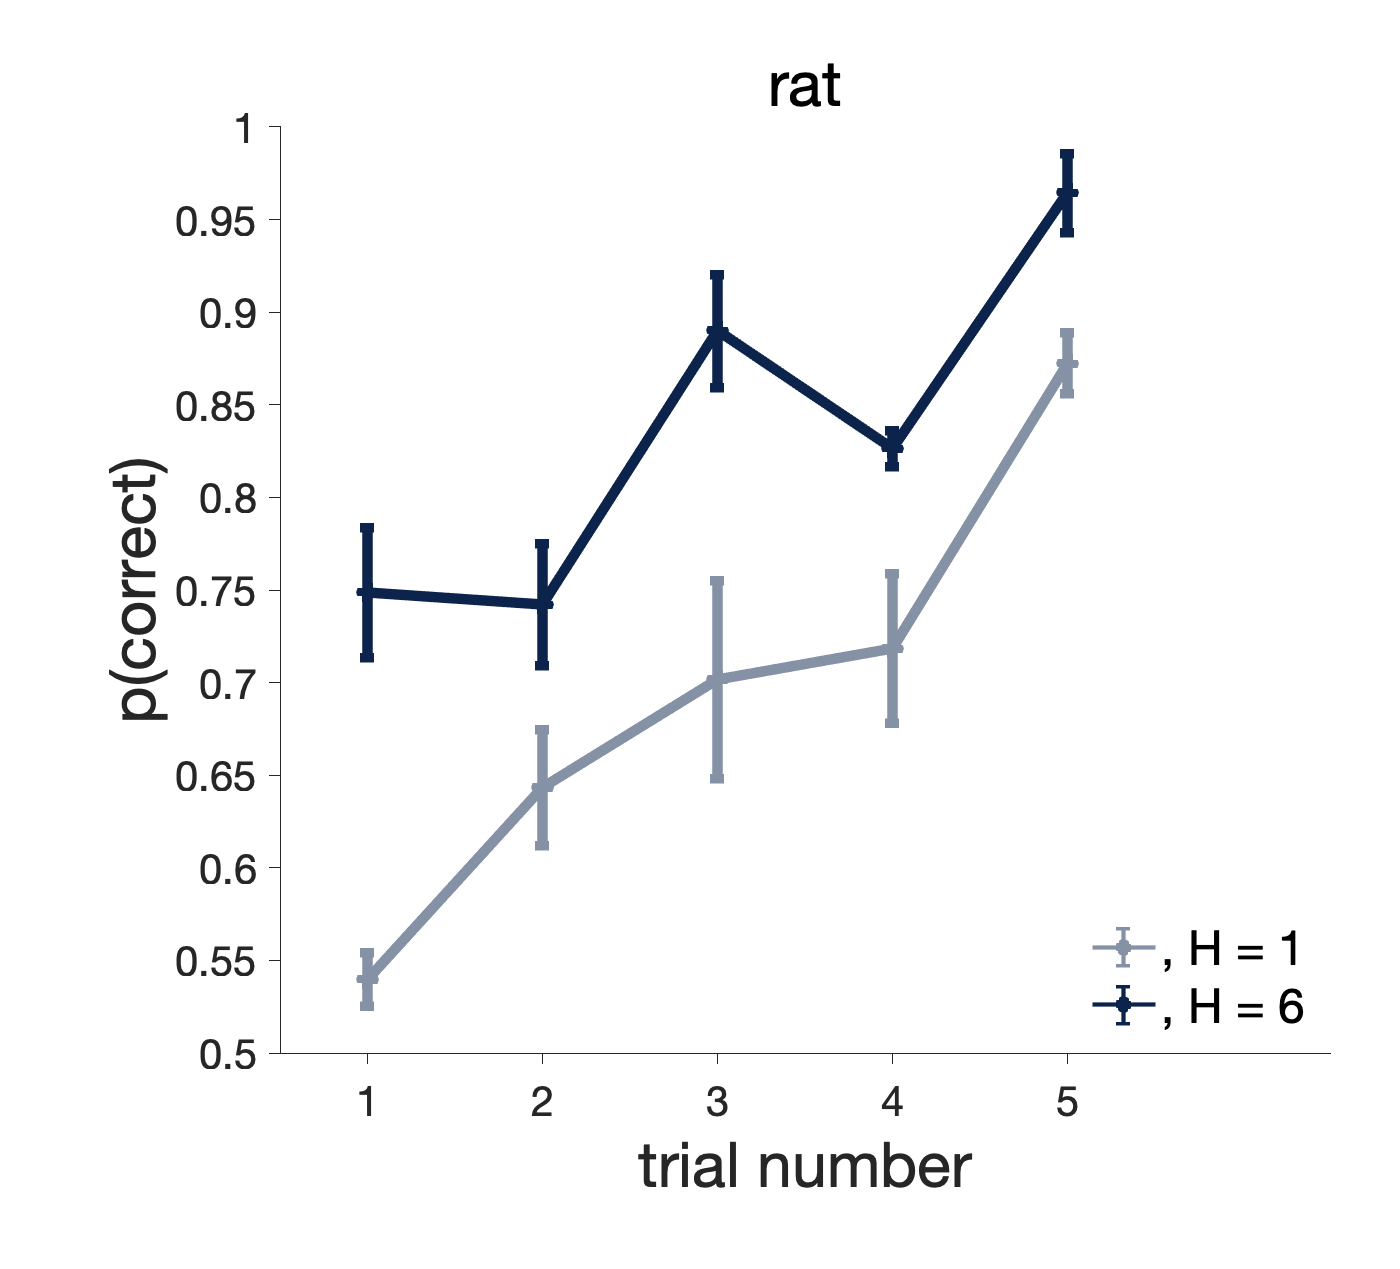 rat
1
0.95
0.9
0.85
0.8
0.75
0.7
0.65
0.6
0.55
0.5
p(correct)
1 2 3 4 5
trial number
, H = 1
, H = 6